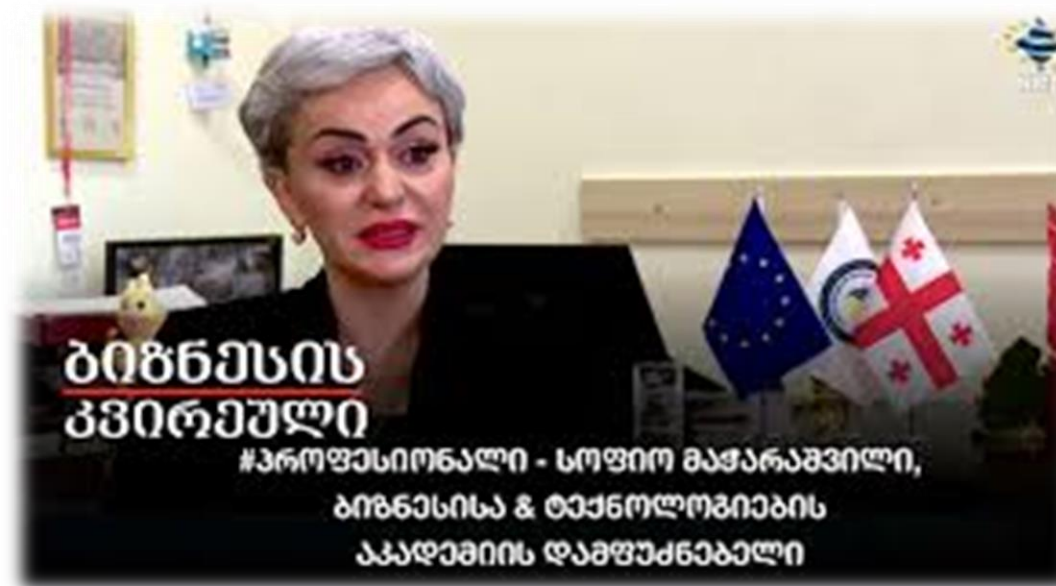 ᲑᲘᲖᲜᲔᲡᲘᲡ
ᲙᲕᲘᲠᲔᲣᲚᲘ
#ᲞᲠᲝᲤᲔᲡᲘᲝᲜᲐᲚᲘ - ᲡᲝᲤᲘᲝ ᲛᲐᲭᲐᲠᲐᲨᲕᲘᲚᲘ,
ᲑᲘᲖᲜᲔᲡᲘᲡᲐ & ᲢᲔᲥᲜᲝᲚᲝᲒᲘᲔᲑᲘᲡ
ᲐᲙᲐᲓᲔᲛᲘᲘᲡ ᲓᲐᲛᲤᲣᲫᲜᲔᲑᲔᲚᲘ